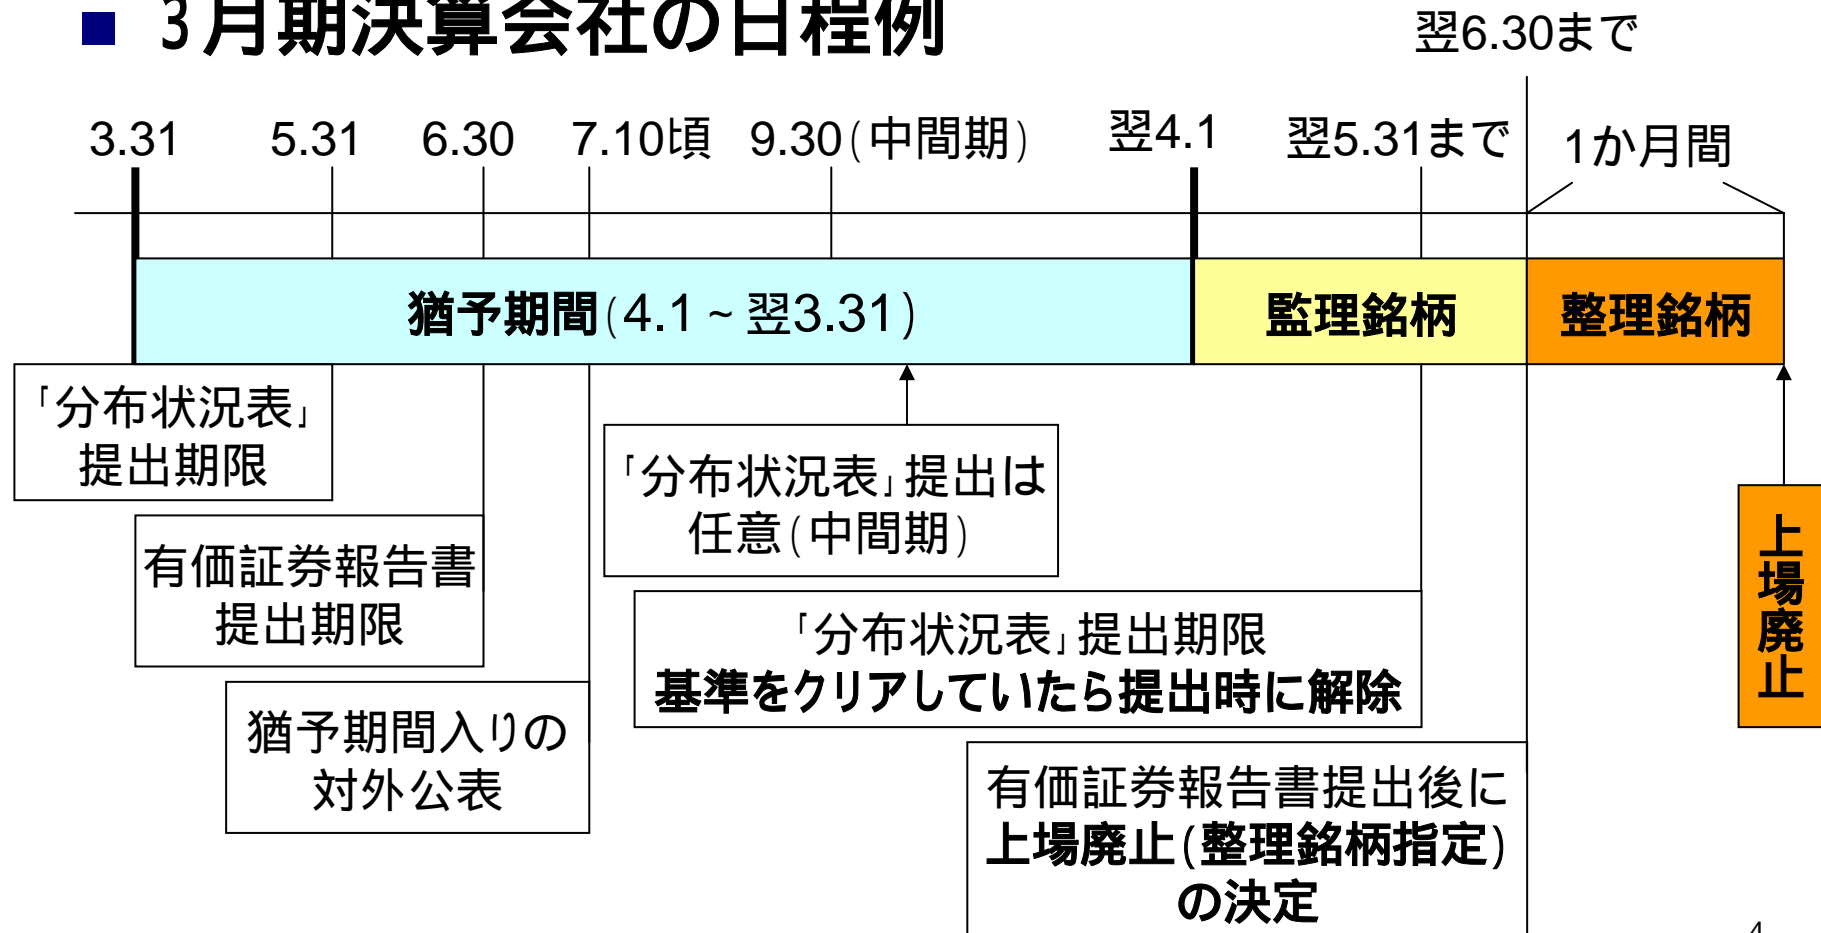 ■ 3月期決算会社の日程例
翌6.30まで
3.31
5.31
6.30
7.10頃
9.30(中間期)
翌4.1
翌5.31まで
1か月間
猶予期間(4.1 ~ 翌3.31)
監理銘柄
整理銘柄
「分布状況表」
提出期限
「分布状況表」提出は
任意(中間期)
有価証券報告書
提出期限
「分布状況表」提出期限
基準をクリアしていたら提出時に解除
上場廃止
猶予期間入りの
対外公表
有価証券報告書提出後に
上場廃止(整理銘柄指定)
の決定
4